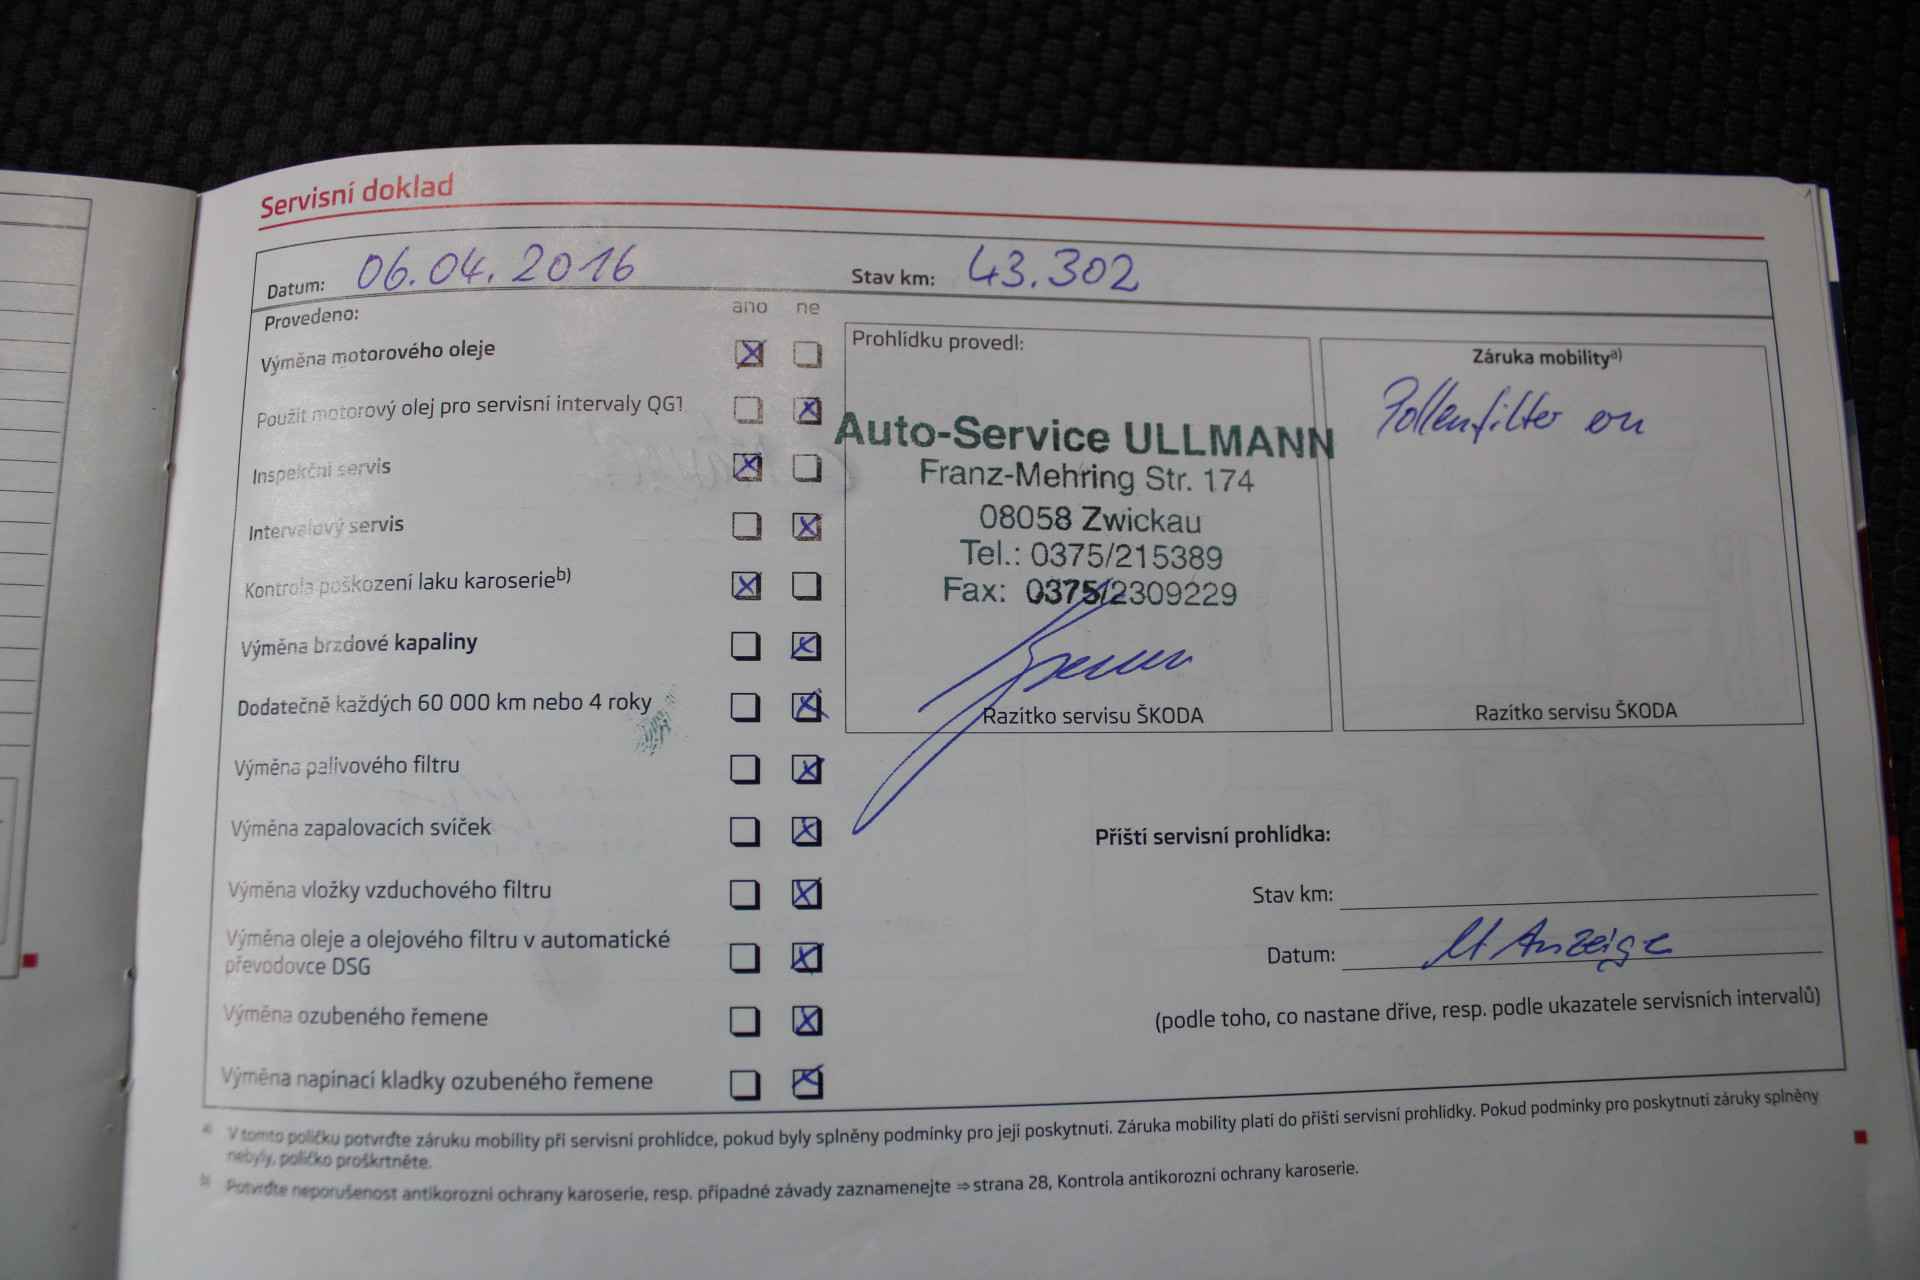 Servisní doklad
Datum: 06.04.2016
Stav km: 43.302
Provedeno:
ano ne
Výměna motorového oleje
Použit motorový olej pro servisní intervaly QG1
Inspekční servis
Intervalový servis
Kontrola poškození laku karoserie b)
Výměna brzdové kapaliny
Dodatečně každých 60 000 km nebo 4 roky
Výměna palivového filtru
Výměna zapalovacích svíček
Výměna vložky vzduchového filtru
Výměna oleje a olejového filtru v automatické
převodovce DSG
Výměna ozubeného řemene
Výměna napínací kladky ozubeného řemene
Prohlídku provedl:
Auto-Service ULLMANN
Franz-Mehring Str. 174
08058 Zwickau
Tel.: 0375/215389
Fax: 0375/2309229
Razítko servisu ŠKODA
Záruka mobility a)
Pollenfilter ern
Razítko servisu ŠKODA
Příští servisní prohlídka:
Stav km:
Datum: lt Anzeige
(podle toho, co nastane dříve, resp. podle ukazatele servisních intervalů)
a) V tomto políčku potvrďte záruku mobility při servisní prohlídce, pokud byly splněny podmínky pro její poskytnutí. Záruka mobility platí do příští servisní prohlídky. Pokud podmínky pro poskytnutí záruky splněny
nebyly, políčko proškrtněte.
b) Potvrďte neporušenost antikorozní ochrany karoserie, resp. případné závady zaznamenejte ⇒ strana 28, Kontrola antikorozní ochrany karoserie.